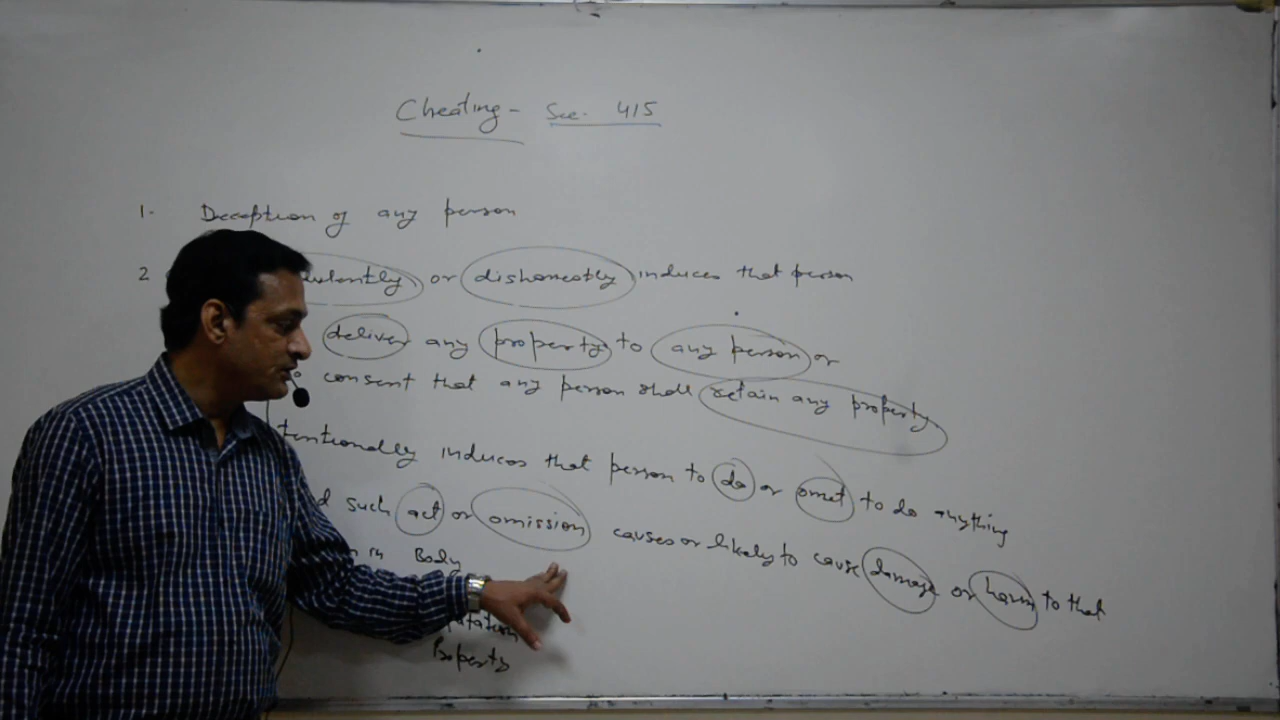 Cheating - Sec. 415
1. Deception of any person
2 ulently or dishonestly induces that person
deliver any property to any person or
consent that any person shall retain any property
tentionally induces that person to do or omit to do anything
d such act or omission causes or likely to cause damage or harm to that
in Body
putation
Property